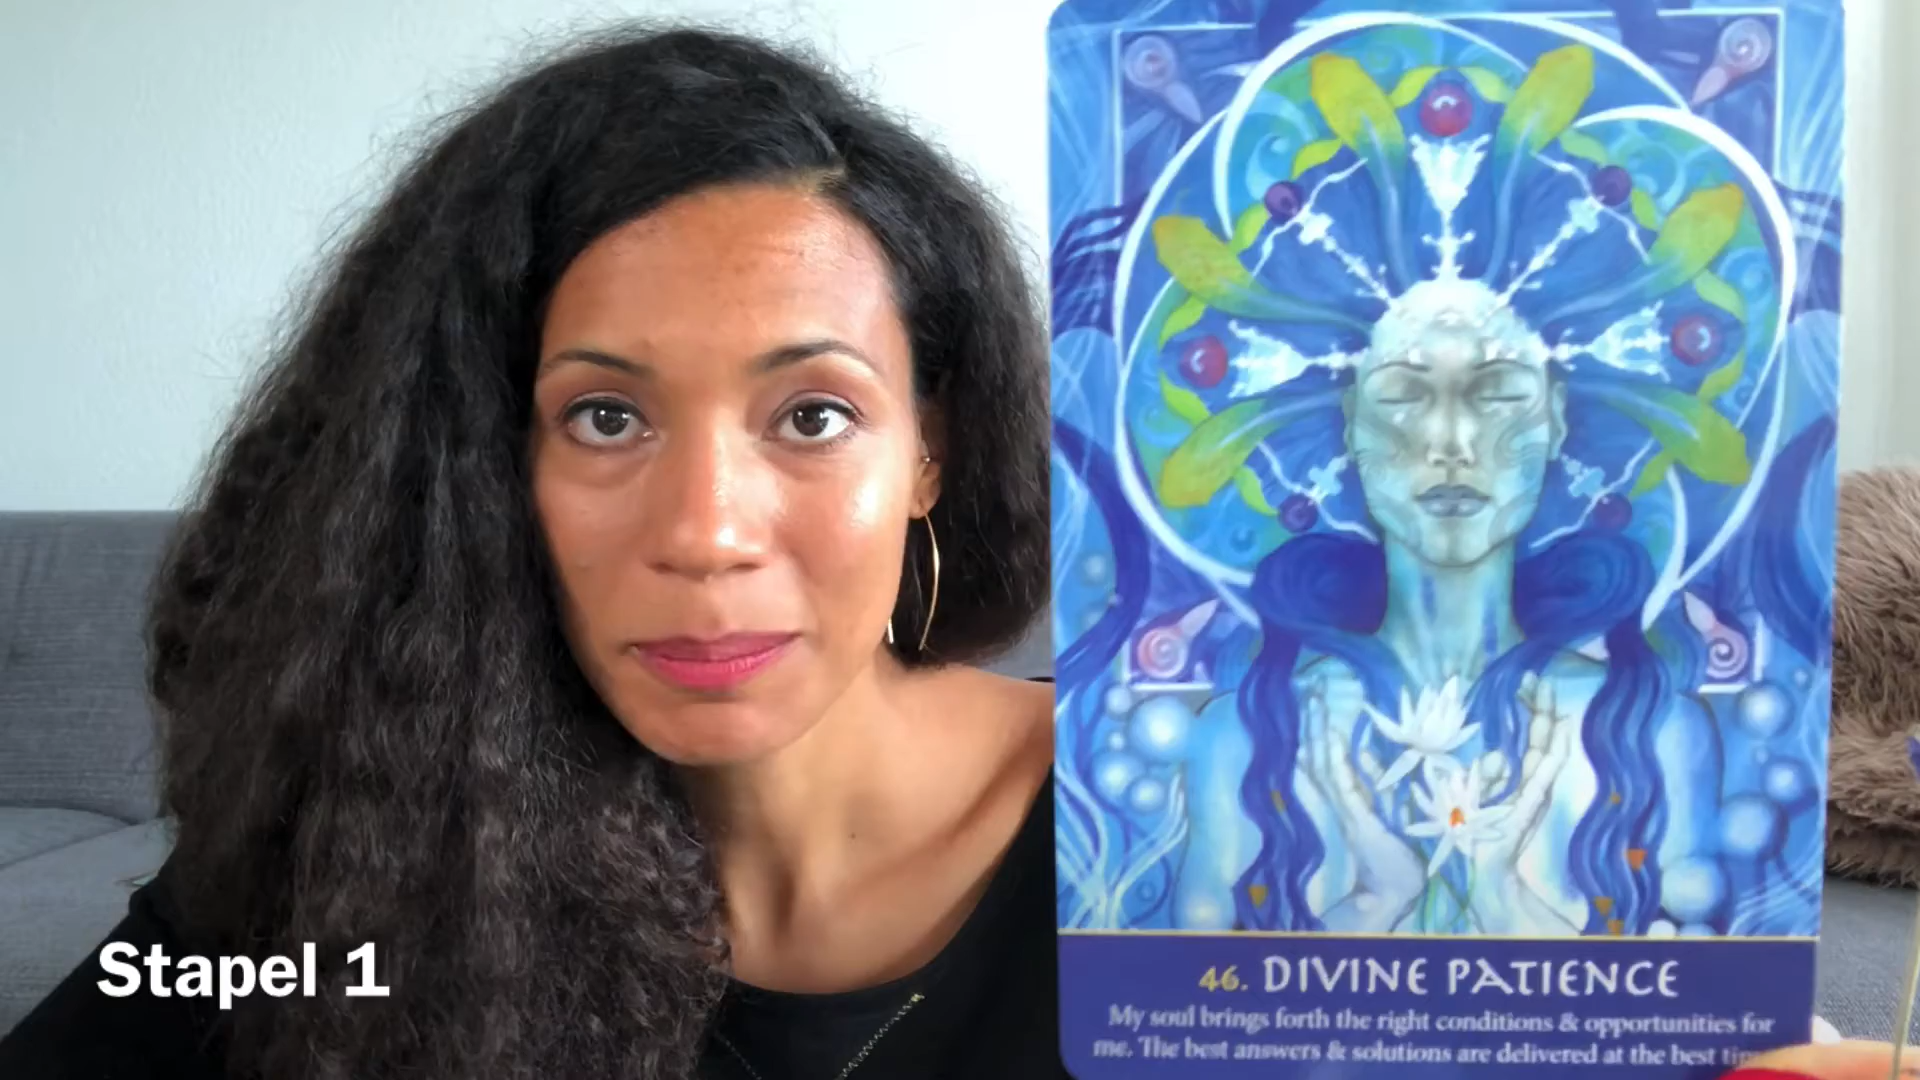 Stapel 1
46. DIVINE PATIENCE
My soul brings forth the right conditions & opportunities for
me. The best answers & solutions are delivered at the best